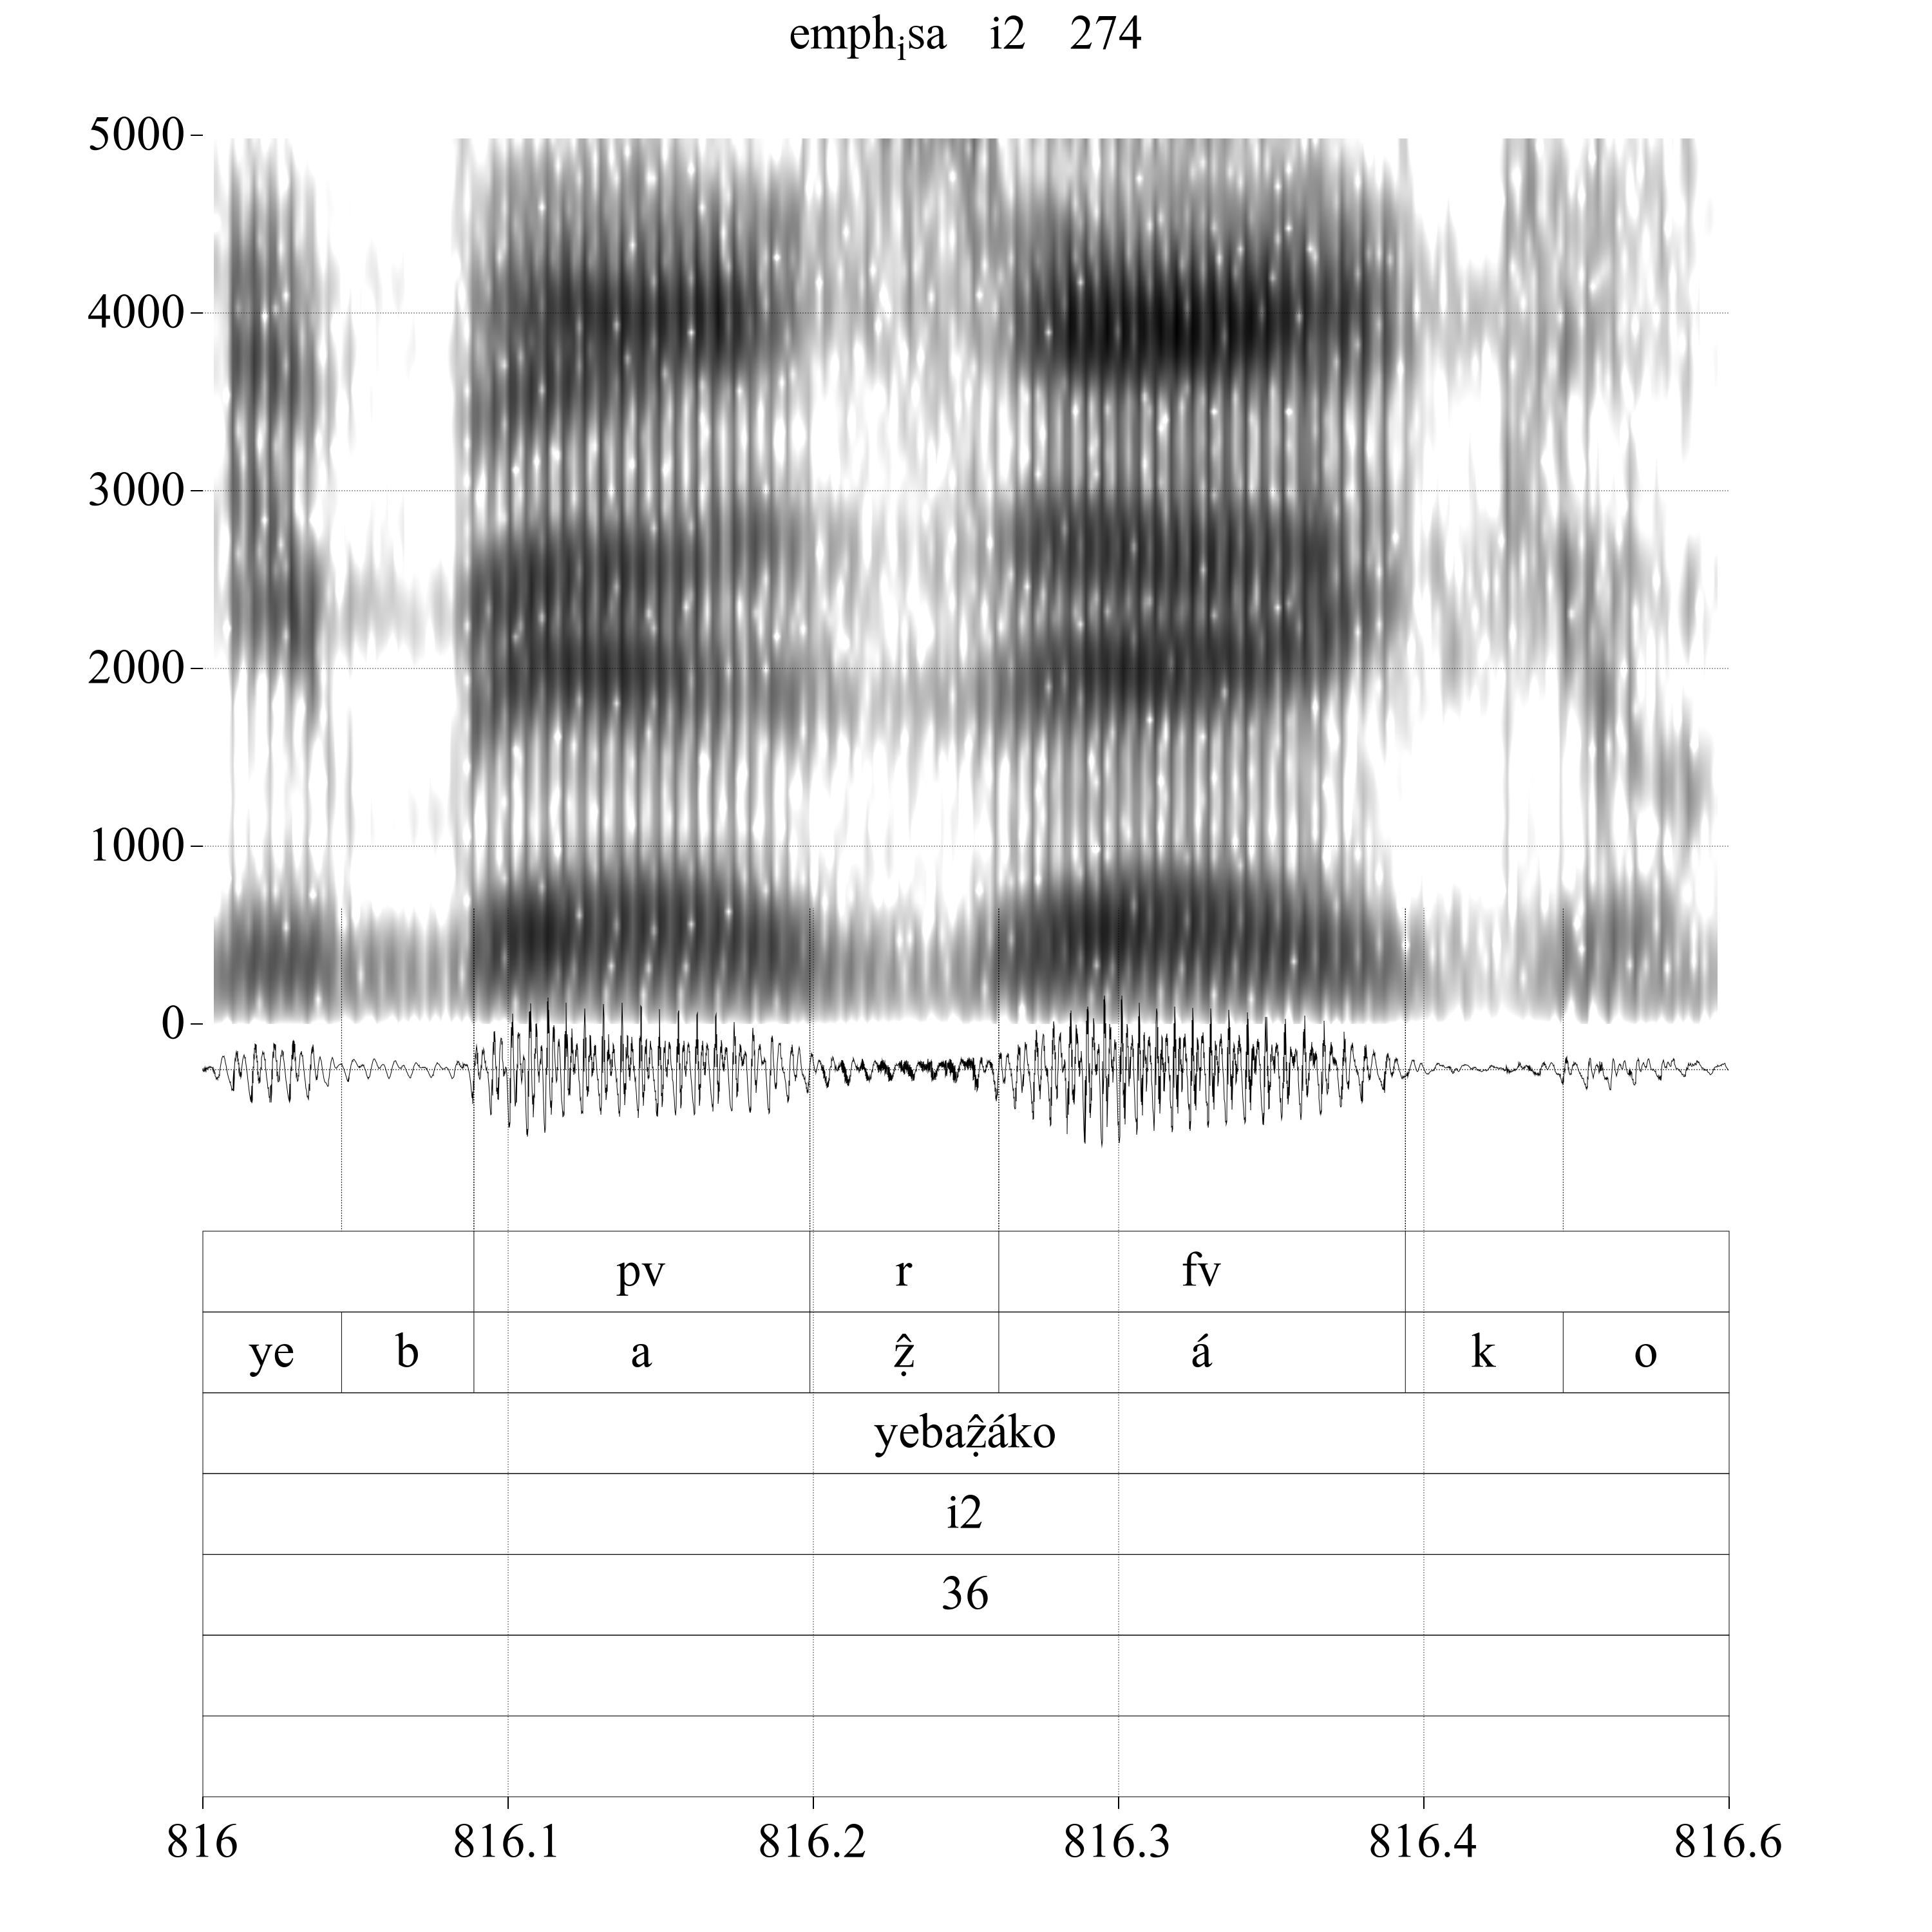 emphᵢsa i2 274
5000
4000
3000
2000
1000
0
pv r fv
ye b a ẓ̂ á k o
yebaẓ̂áko
i2
36
816 816.1 816.2 816.3 816.4 816.6